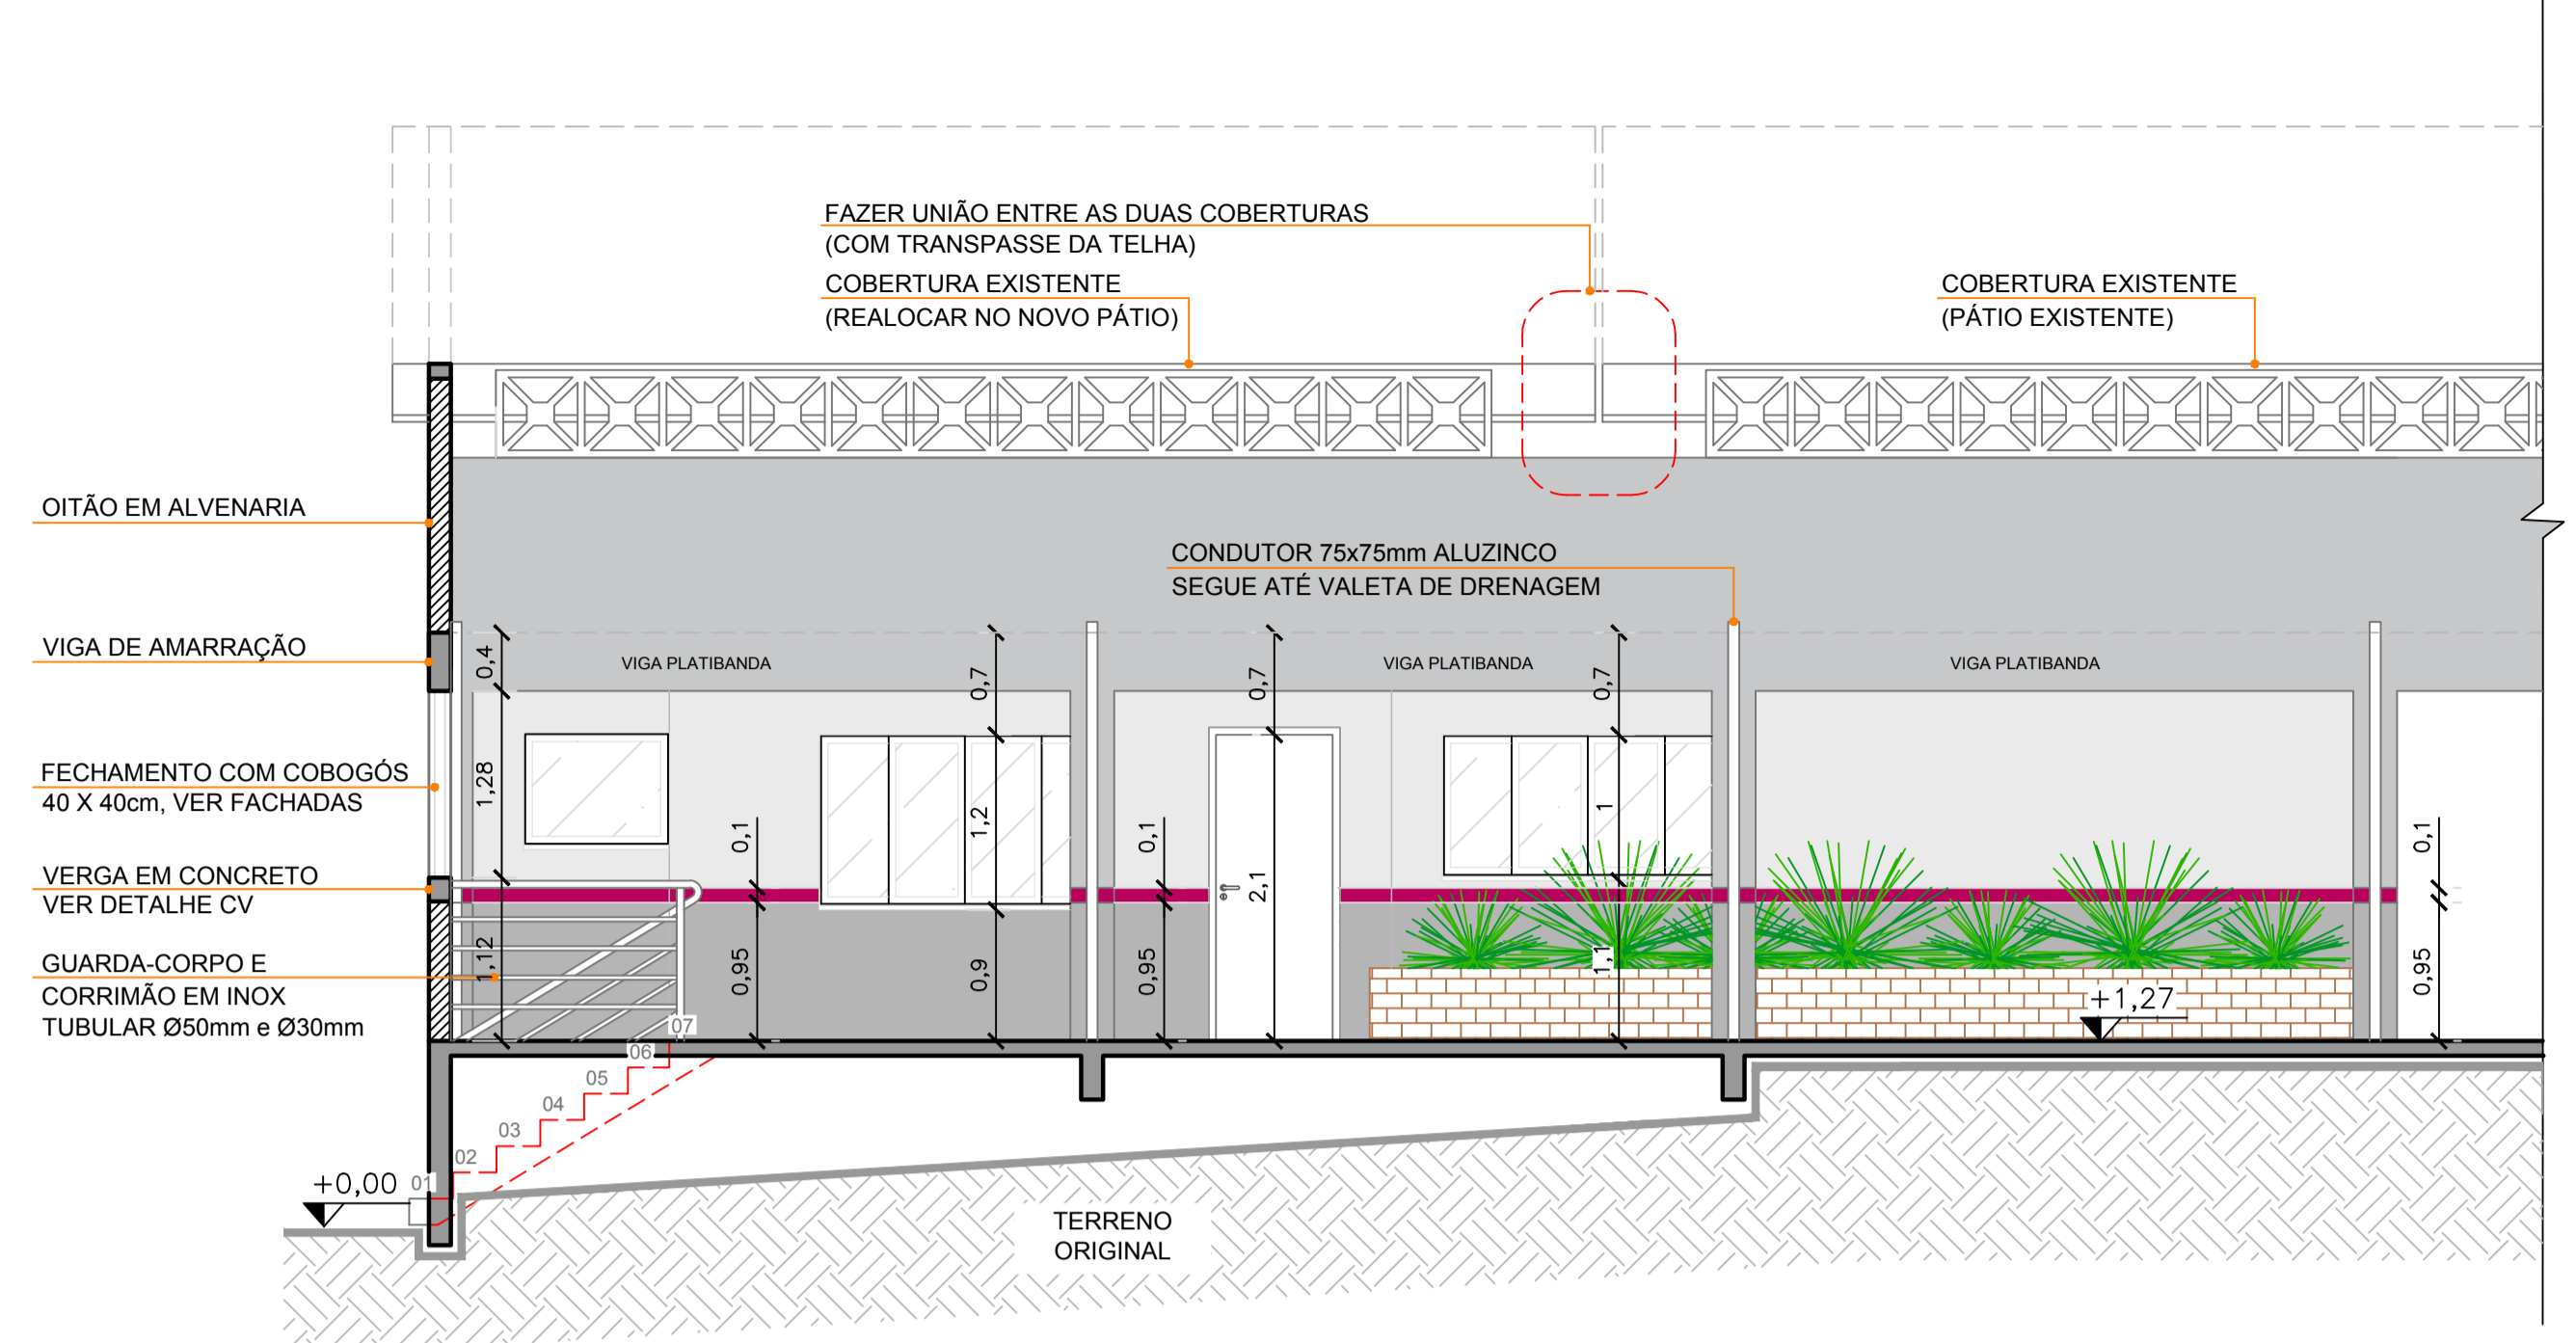 FAZER UNIÃO ENTRE AS DUAS COBERTURAS
(COM TRANSPASSE DA TELHA)
COBERTURA EXISTENTE
(REALOCAR NO NOVO PÁTIO)
COBERTURA EXISTENTE
(PÁTIO EXISTENTE)
OITÃO EM ALVENARIA
CONDUTOR 75x75mm ALUZINCO
SEGUE ATÉ VALETA DE DRENAGEM
VIGA DE AMARRAÇÃO
VIGA PLATIBANDA
VIGA PLATIBANDA
VIGA PLATIBANDA
0,4
0,7
0,7
0,7
FECHAMENTO COM COBOGÓS
40 X 40cm, VER FACHADAS
1,28
0,1
1,2
0,1
1
0,1
VERGA EM CONCRETO
VER DETALHE CV
2,1
GUARDA-CORPO E
CORRIMÃO EM INOX
TUBULAR Ø50mm e Ø30mm
1,12
0,95
0,9
0,95
1,1
0,95
+1,27
07
06
05
04
03
02
01
+0,00
TERRENO
ORIGINAL